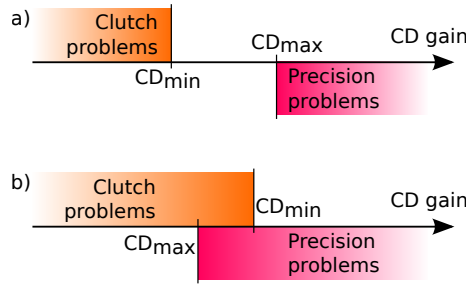 a)
Clutch
problems
CDmax
CD gain
CDmin
Precision
problems
b)
Clutch
problems
CDmin
CD gain
CDmax
Precision
problems